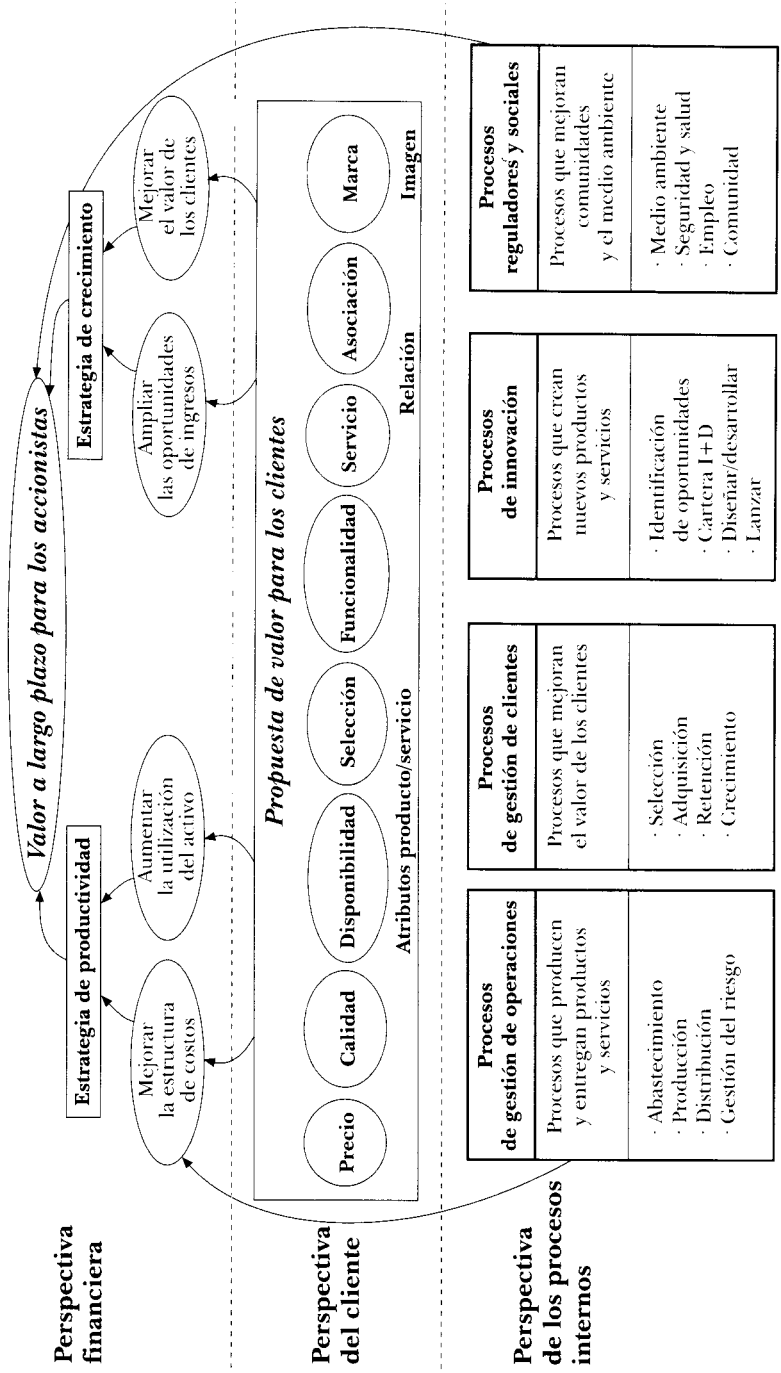 Perspectiva
financiera
Valor a largo plazo para los accionistas
Estrategia de productividad
Estrategia de crecimiento
Mejorar
la estructura
de costos
Aumentar
la utilización
del activo
Ampliar
las oportunidades
de ingresos
Mejorar
el valor de
los clientes
Perspectiva
del cliente
Propuesta de valor para los clientes
Precio
Calidad
Disponibilidad
Selección
Funcionalidad
Servicio
Asociación
Marca
Atributos producto/servicio
Relación
Imagen
Perspectiva
de los procesos
internos
Procesos
de gestión de operaciones
Procesos que producen
y entregan productos
y servicios
· Abastecimiento
· Producción
· Distribución
· Gestión del riesgo
Procesos
de gestión de clientes
Procesos que mejoran
el valor de los clientes
· Selección
· Adquisición
· Retención
· Crecimiento
Procesos
de innovación
Procesos que crean
nuevos productos
y servicios
· Identificación
de oportunidades
· Cartera I+D
· Diseñar/desarrollar
· Lanzar
Procesos
reguladores y sociales
Procesos que mejoran
comunidades
y el medio ambiente
· Medio ambiente
· Seguridad y salud
· Empleo
· Comunidad